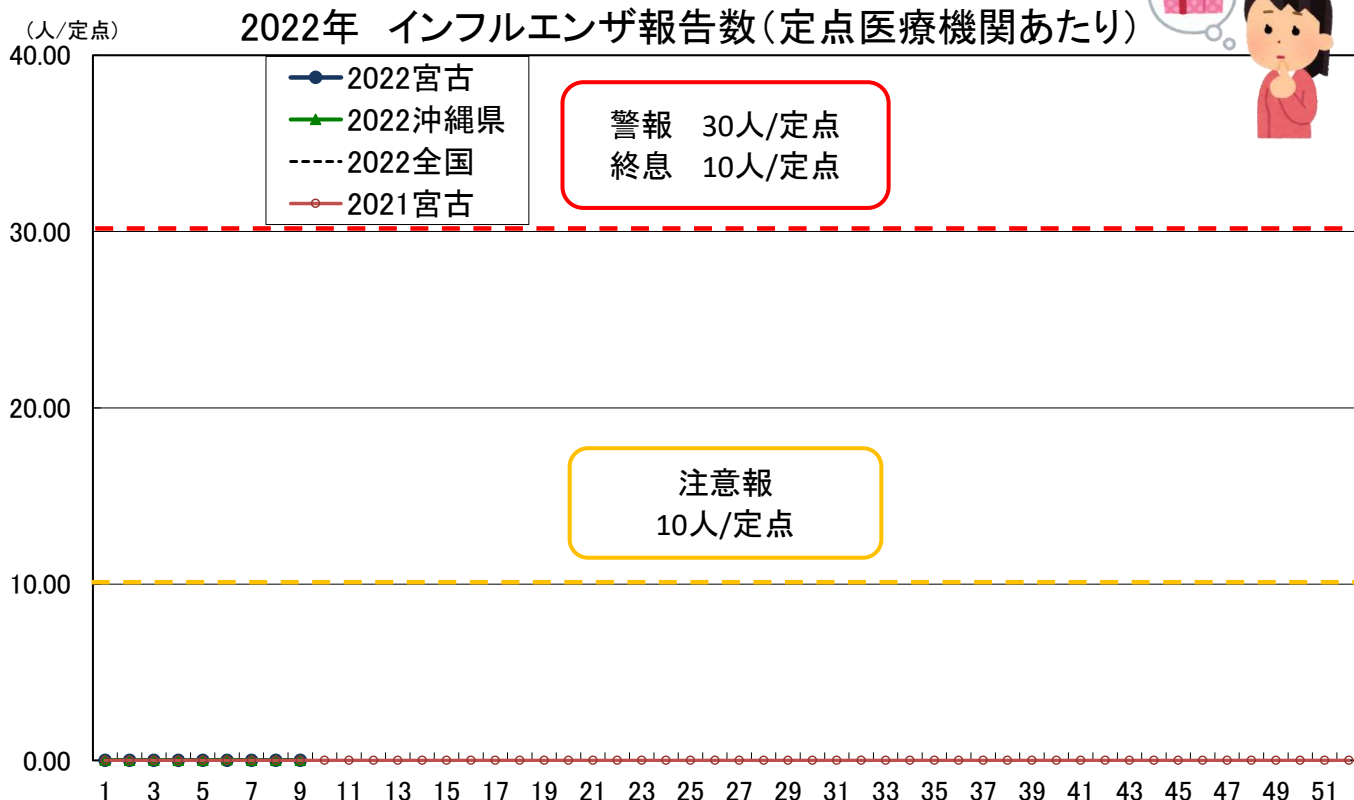 (人/定点)
2022年　インフルエンザ報告数(定点医療機関あたり)
40.00
30.00
20.00
10.00
0.00
2022宮古
2022沖縄県
2022全国
2021宮古
警報　30人/定点
終息　10人/定点
注意報
10人/定点
1 3 5 7 9 11 13 15 17 19 21 23 25 27 29 31 33 35 37 39 41 43 45 47 49 51